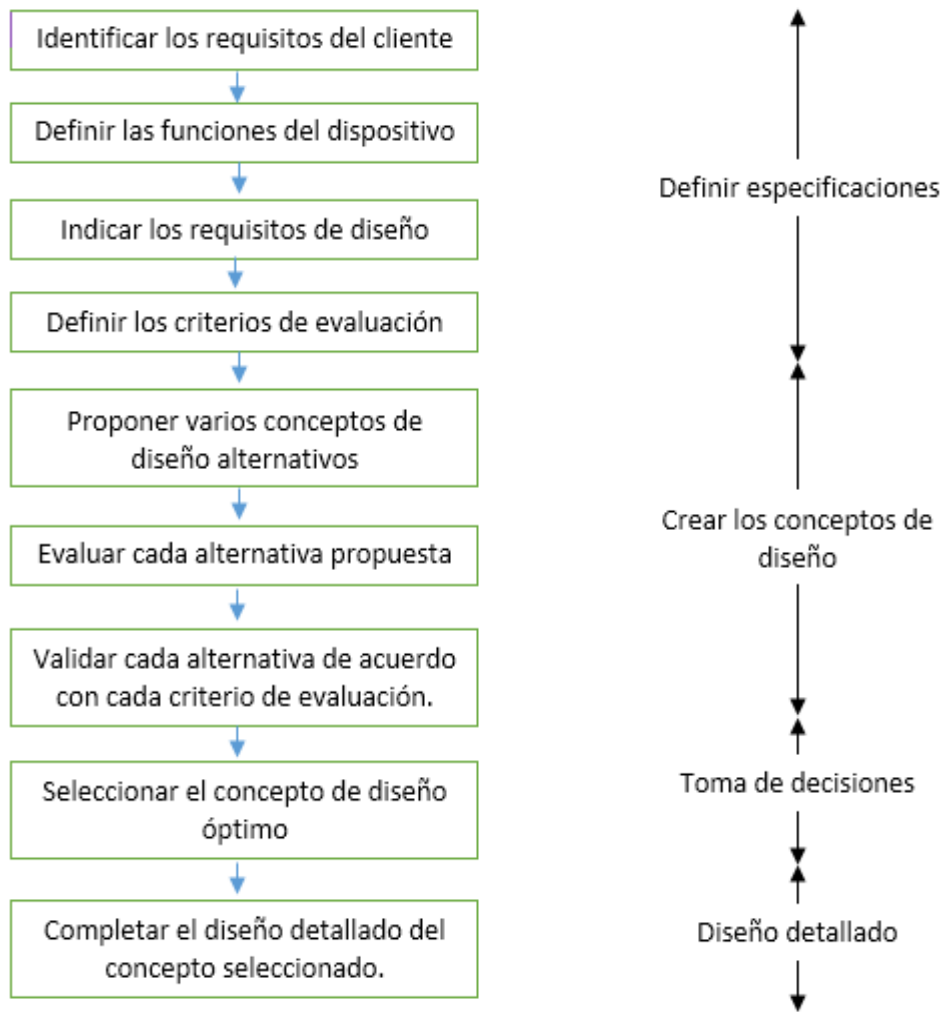 Identificar los requisitos del cliente
Definir las funciones del dispositivo
Indicar los requisitos de diseño
Definir los criterios de evaluación
Proponer varios conceptos de
diseño alternativos
Evaluar cada alternativa propuesta
Validar cada alternativa de acuerdo
con cada criterio de evaluación.
Seleccionar el concepto de diseño
óptimo
Completar el diseño detallado del
concepto seleccionado.
Definir especificaciones
Crear los conceptos de
diseño
Toma de decisiones
Diseño detallado